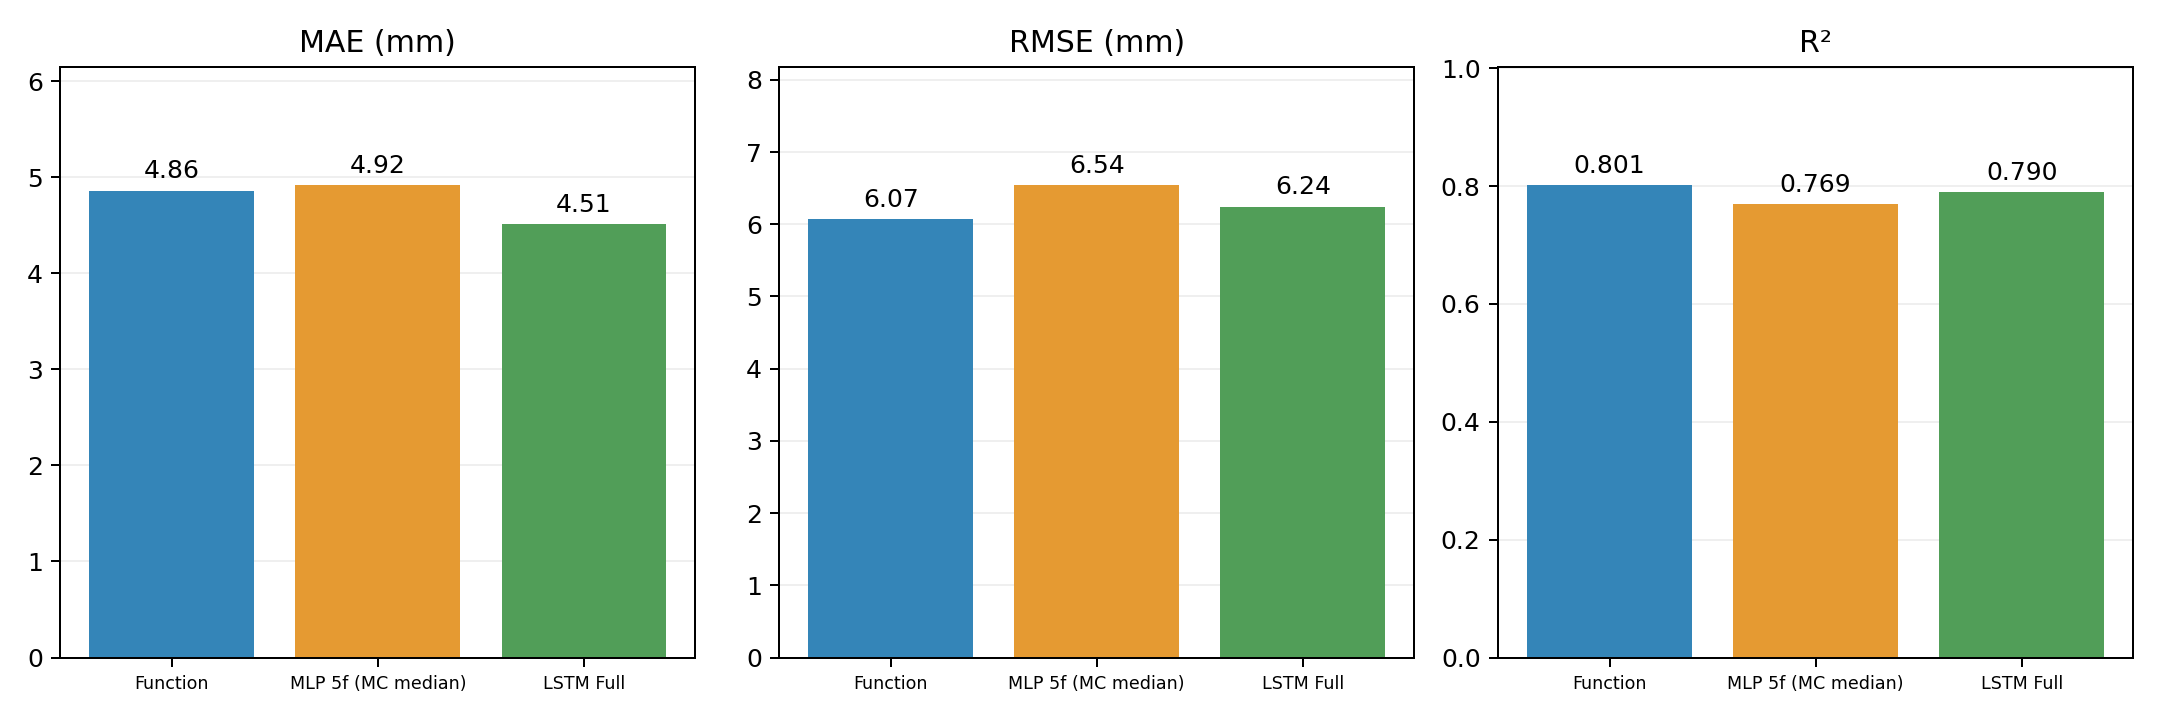 MAE (mm)
6
5
4
3
2
1
0
4.86
4.92
4.51
Function
MLP 5f (MC median)
LSTM Full
RMSE (mm)
8
7
6
5
4
3
2
1
0
6.07
6.54
6.24
Function
MLP 5f (MC median)
LSTM Full
R²
1.0
0.8
0.6
0.4
0.2
0.0
0.801
0.769
0.790
Function
MLP 5f (MC median)
LSTM Full